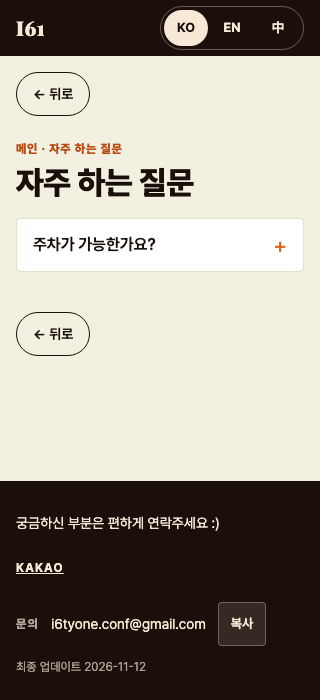 I61
KO EN 中
← 뒤로
메인 · 자주 하는 질문
자주 하는 질문
주차가 가능한가요? +
← 뒤로
궁금하신 부분은 편하게 연락주세요 :)
KAKAO
문의 i6tyone.conf@gmail.com 복사
최종 업데이트 2026-11-12